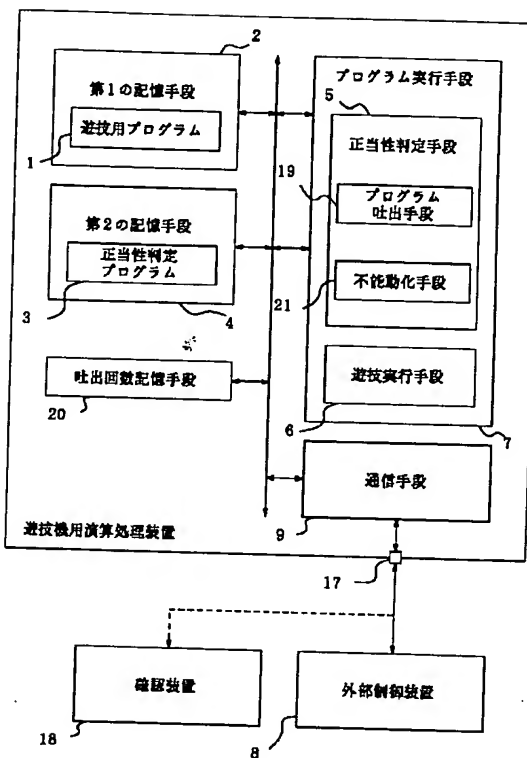 2
プログラム実行手段
5
第1の記憶手段
遊技用プログラム
1
正当性判定手段
19
プログラム
吐出手段
第2の記憶手段
正当性判定
プログラム
3
4
21
不能動化手段
吐出回数記憶手段
20
遊技実行手段
6
7
通信手段
9
遊技機用演算処理装置
17
確認装置
18
外部制御装置
8